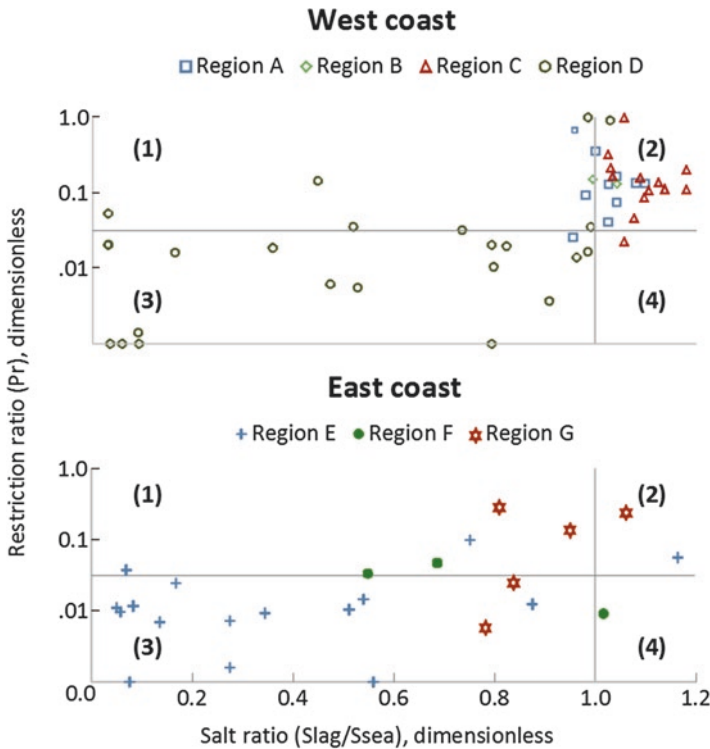 West coast
Region A Region B Region C Region D
1.0
(1) (2)
0.1
.01
(3) (4)
East coast
Region E Region F Region G
1.0
(1) (2)
0.1
.01
(3) (4)
0.0 0.2 0.4 0.6 0.8 1.0 1.2
Salt ratio (Slag/Ssea), dimensionless
Restriction ratio (Pr), dimensionless